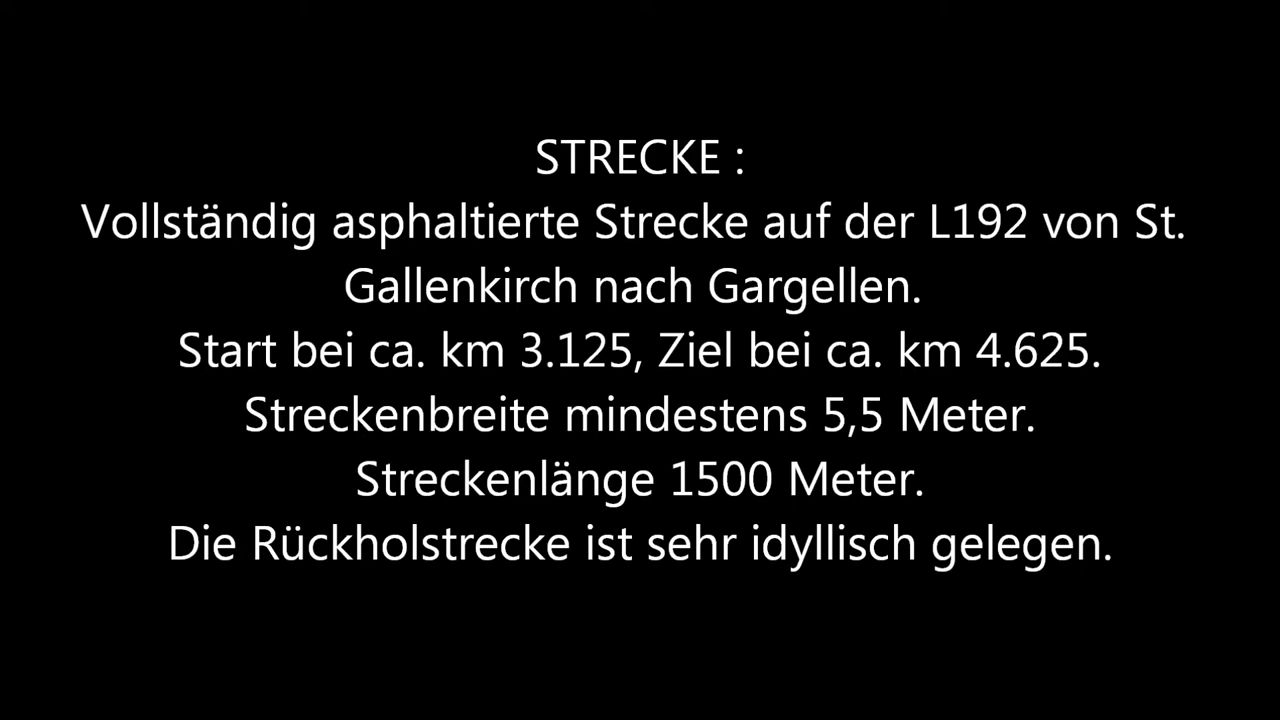 STRECKE :
Vollständig asphaltierte Strecke auf der L192 von St.
Gallenkirch nach Gargellen.
Start bei ca. km 3.125, Ziel bei ca. km 4.625.
Streckenbreite mindestens 5,5 Meter.
Streckenlänge 1500 Meter.
Die Rückholstrecke ist sehr idyllisch gelegen.